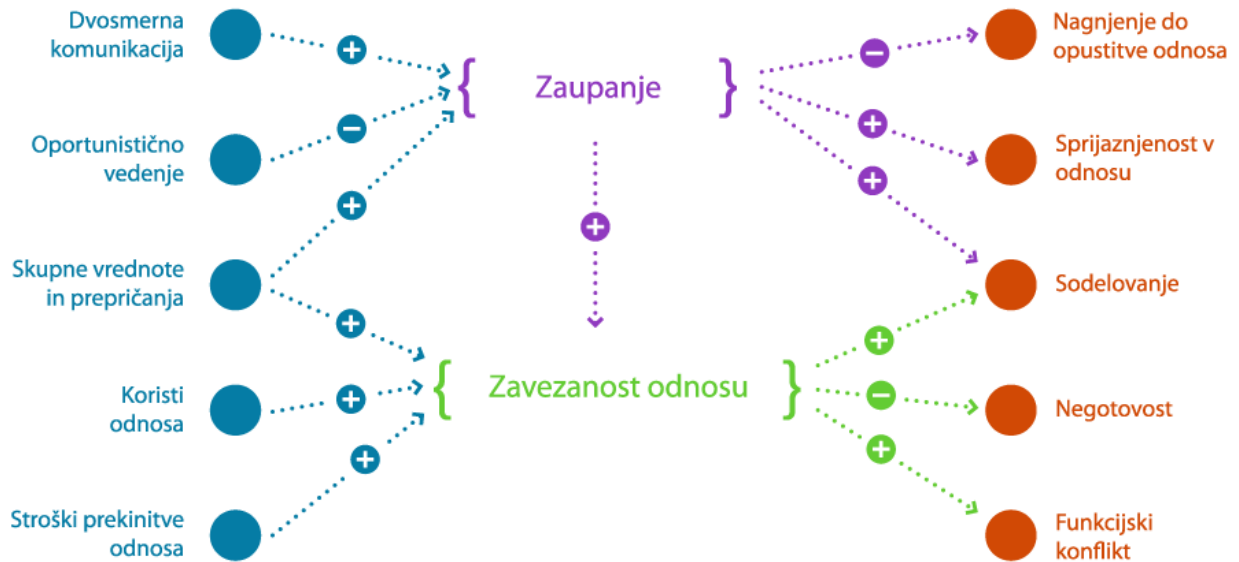 Dvosmerna
komunikacija
Oportunistično
vedenje
Skupne vrednote
in prepričanja
Koristi
odnosa
Stroški prekinitve
odnosa
+
−
+
+
+
+
{ Zaupanje }
+
{ Zavezanost odnosu }
−
+
+
+
−
+
Nagnjenje do
opustitve odnosa
Sprijaznjenost v
odnosu
Sodelovanje
Negotovost
Funkcijski
konflikt